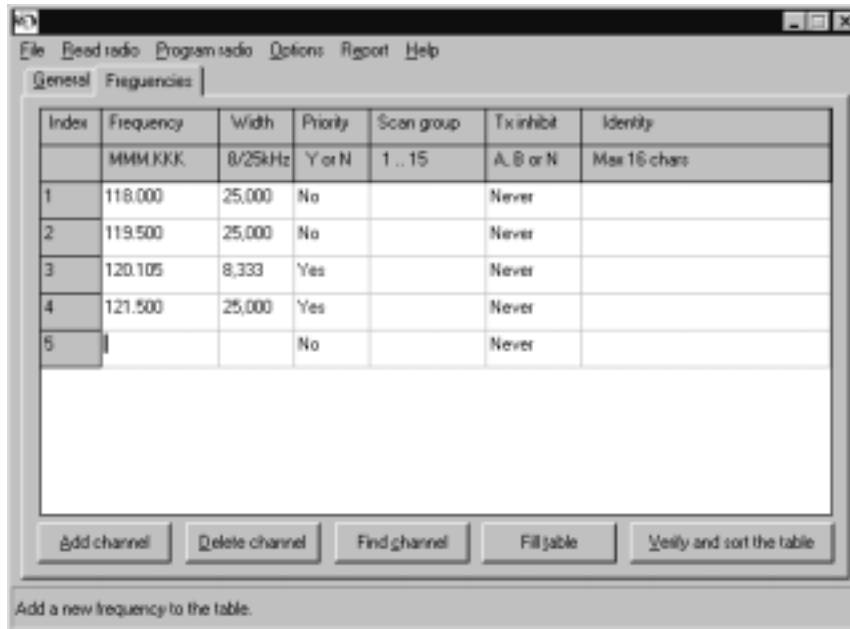 File Read radio Program radio Options Report Help
General Frequencies
Index Frequency Width Priority Scan group Tx inhibit Identity
MMM.KKK 8/25kHz Y or N 1 .. 15 A, B or N Max 16 chars
1 118.000 25,000 No Never
2 119.500 25,000 No Never
3 120.105 8,333 Yes Never
4 121.500 25,000 Yes Never
5 No Never
Add channel Delete channel Find channel Fill table Verify and sort the table
Add a new frequency to the table.